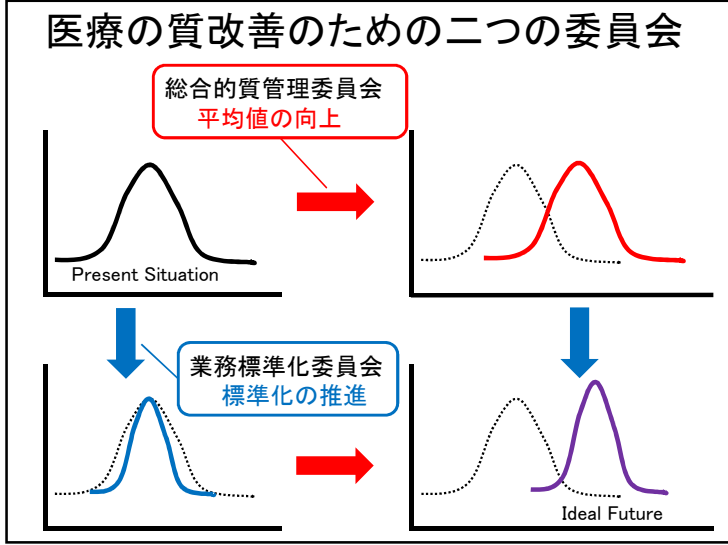 医療の質改善のための二つの委員会
総合的質管理委員会
平均値の向上
Present Situation
業務標準化委員会
標準化の推進
Ideal Future